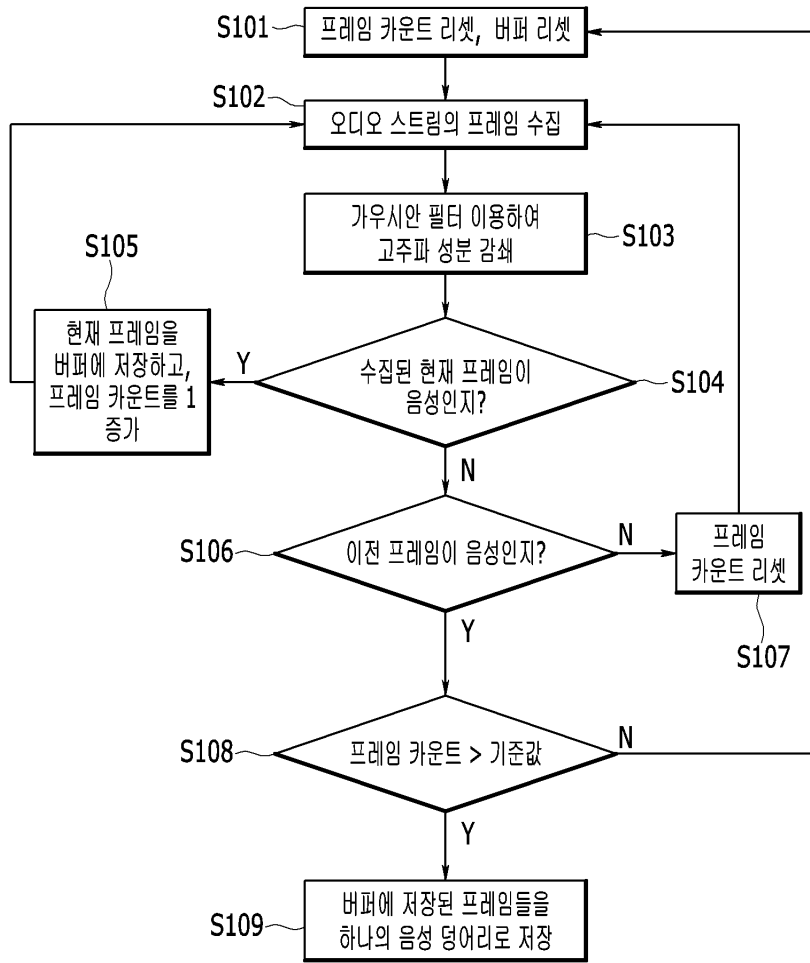 S101
프레임 카운트 리셋, 버퍼 리셋
S102
오디오 스트림의 프레임 수집
가우시안 필터 이용하여
고주파 성분 감쇄
S103
S105
현재 프레임을
버퍼에 저장하고,
프레임 카운트를 1
증가
Y
수집된 현재 프레임이
음성인지?
S104
N
S106
이전 프레임이 음성인지?
N
프레임
카운트 리셋
S107
Y
S108
프레임 카운트 > 기준값
N
Y
S109
버퍼에 저장된 프레임들을
하나의 음성 덩어리로 저장